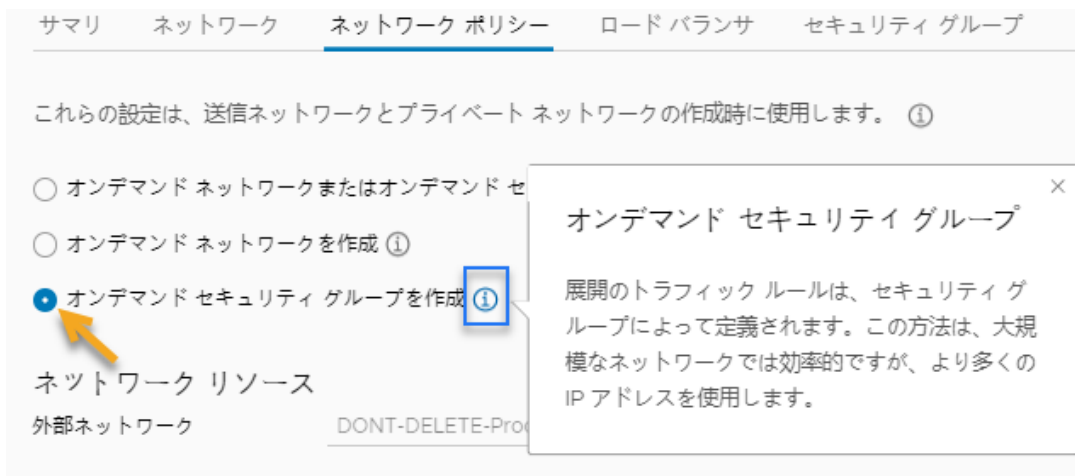 サマリ ネットワーク ネットワーク ポリシー ロード バランサ セキュリティ グループ
これらの設定は、送信ネットワークとプライベート ネットワークの作成時に使用します。
オンデマンド ネットワークまたはオンデマンド セ
オンデマンド ネットワークを作成
オンデマンド セキュリティ グループを作成
オンデマンド セキュリテイ グループ
展開のトラフィック ルールは、セキュリティ グ
ループによって定義されます。この方法は、大規
模なネットワークでは効率的ですが、より多くの
IP アドレスを使用します。
ネットワーク リソース
外部ネットワーク DONT-DELETE-Pro